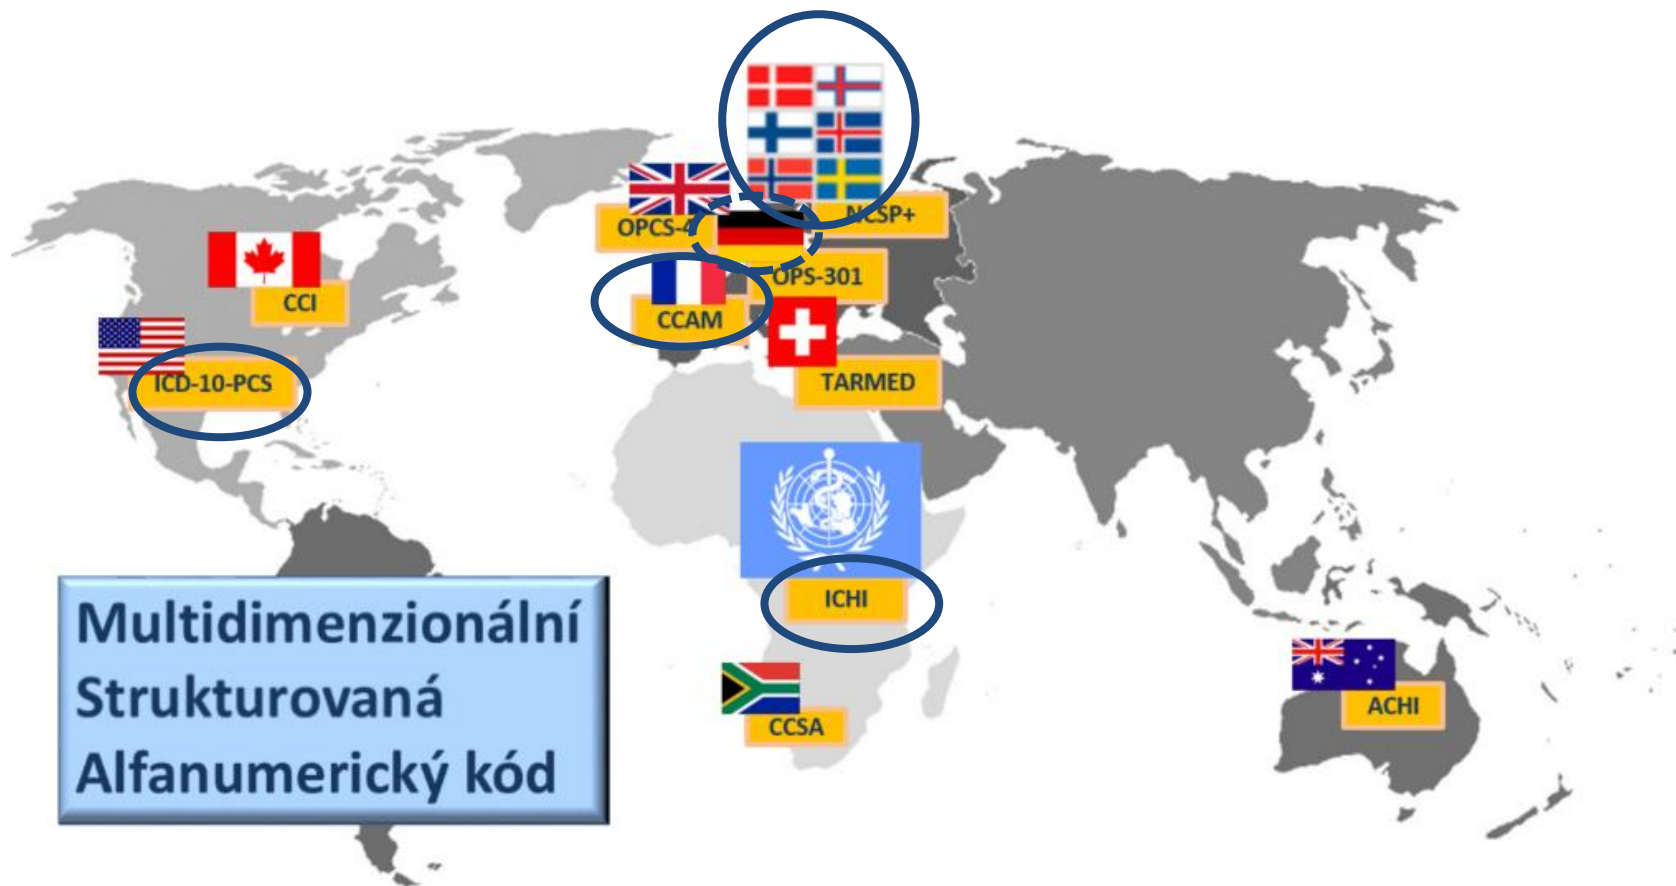 NCSP+
OPCS-4
OPS-301
CCI
CCAM
ICD-10-PCS
TARMED
ICHI
CCSA
ACHI
Multidimenzionální
Strukturovaná
Alfanumerický kód